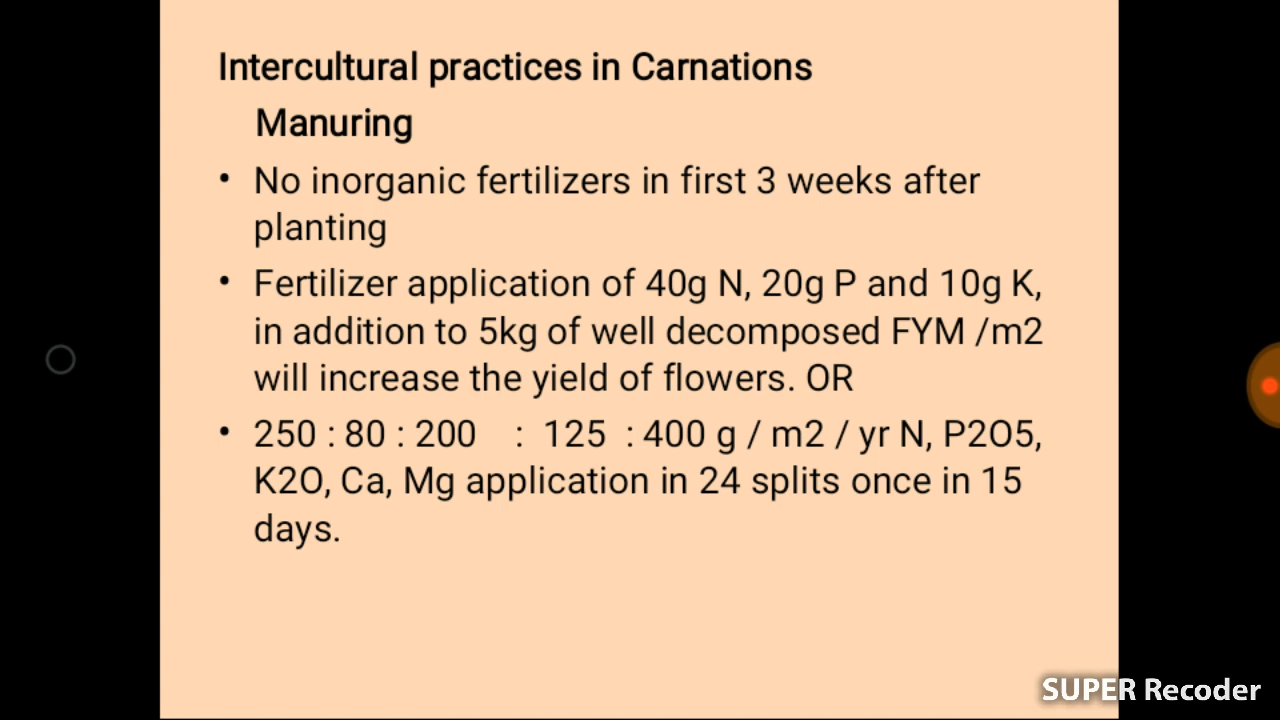 Intercultural practices in Carnations
Manuring
• No inorganic fertilizers in first 3 weeks after
planting
• Fertilizer application of 40g N, 20g P and 10g K,
in addition to 5kg of well decomposed FYM /m2
will increase the yield of flowers. OR
• 250 : 80 : 200 : 125 : 400 g / m2 / yr N, P2O5,
K2O, Ca, Mg application in 24 splits once in 15
days.
SUPER Recoder